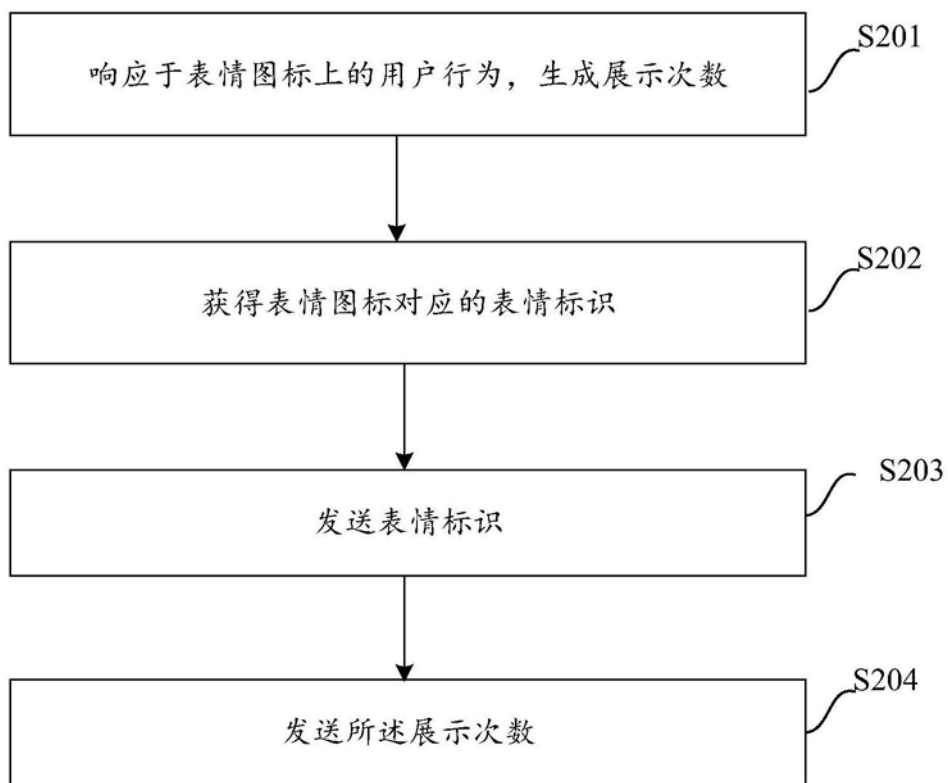 响应于表情图标上的用户行为，生成展示次数
S201
获得表情图标对应的表情标识
S202
发送表情标识
S203
发送所述展示次数
S204